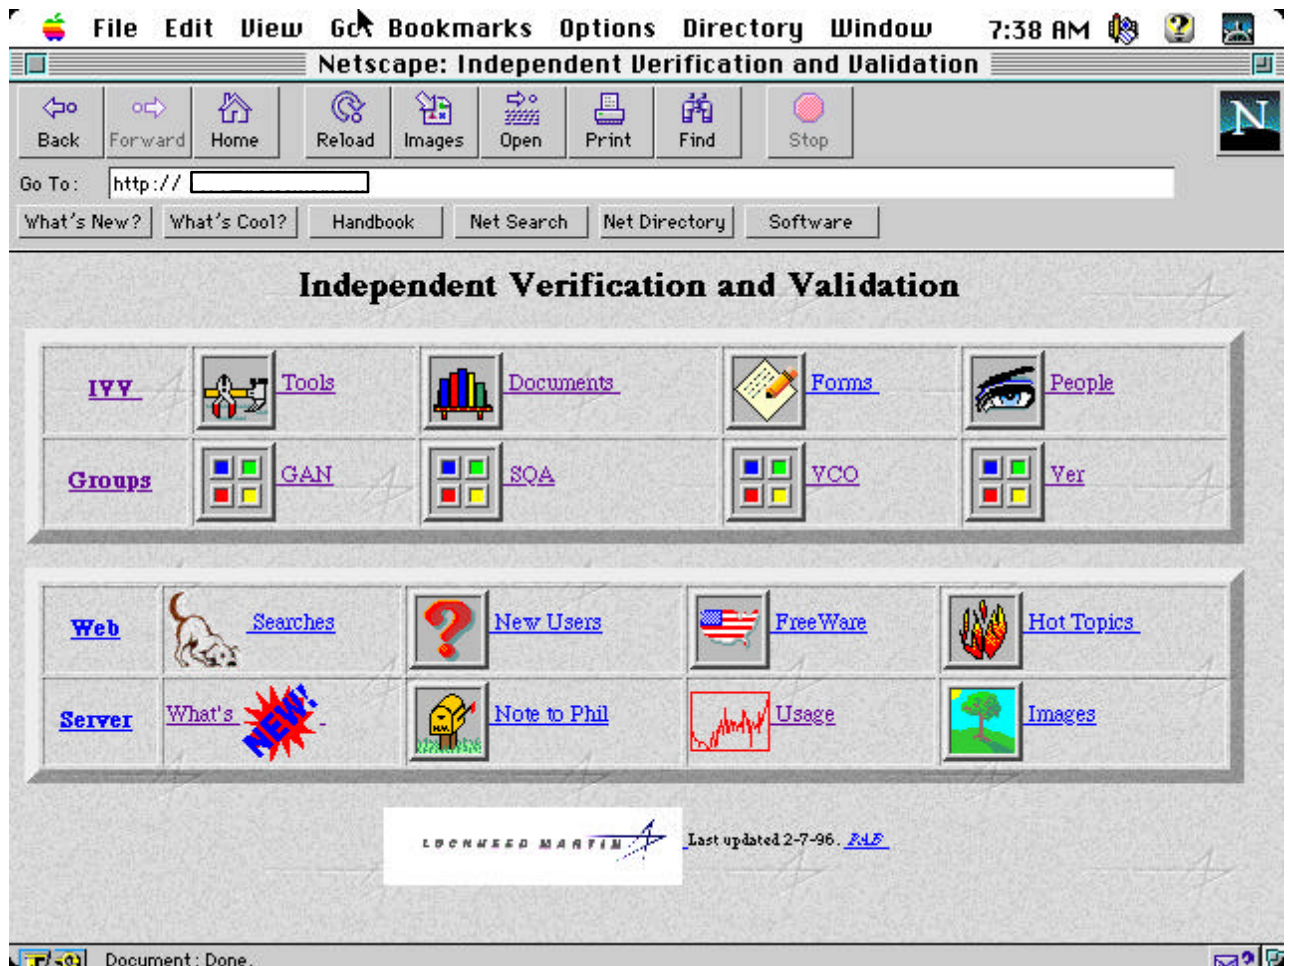 File Edit View Go Bookmarks Options Directory Window 7:38 AM
Netscape: Independent Verification and Validation
Back Forward Home Reload Images Open Print Find Stop
N
Go To: http://
What's New? What's Cool? Handbook Net Search Net Directory Software
Independent Verification and Validation
IVV Tools Documents Forms People
Groups GAN SQA VCO Ver
Web Searches New Users FreeWare Hot Topics
Server What's NEW! Note to Phil Usage Images
LOCKHEED MARTIN Last updated 2-7-96.
Document: Done.